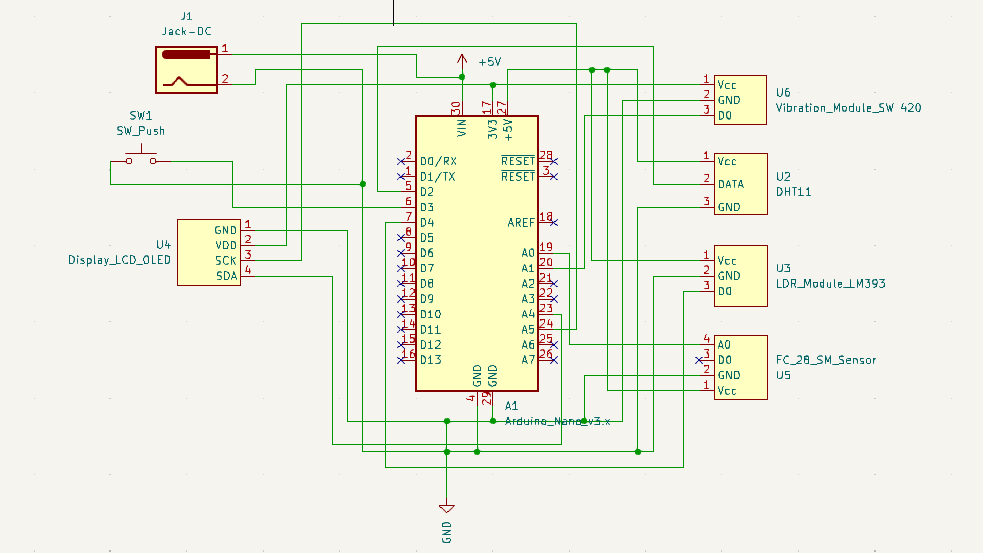 J1
Jack-DC
1
2
+5V
SW1
SW_Push
U4
Display_LCD_OLED
GND 1
VDD 2
SCK 3
SDA 4
30 17 27
VIN 3V3 +5V
2 D0/RX RESET 28
1 D1/TX RESET 3
5 D2
6 D3
7 D4 AREF 18
8 D5
9 D6 A0 19
10 D7 A1 20
11 D8 A2 21
12 D9 A3 22
13 D10 A4 23
14 D11 A5 24
15 D12 A6 25
16 D13 A7 26
GND GND
4 29
A1
Arduino_Nano_v3.x
GND
1 Vcc
2 GND
3 D0
U6
Vibration_Module_SW 420
1 Vcc
2 DATA
3 GND
U2
DHT11
1 Vcc
2 GND
3 D0
U3
LDR_Module_LM393
4 A0
3 D0
2 GND
1 Vcc
FC_28_SM_Sensor
U5